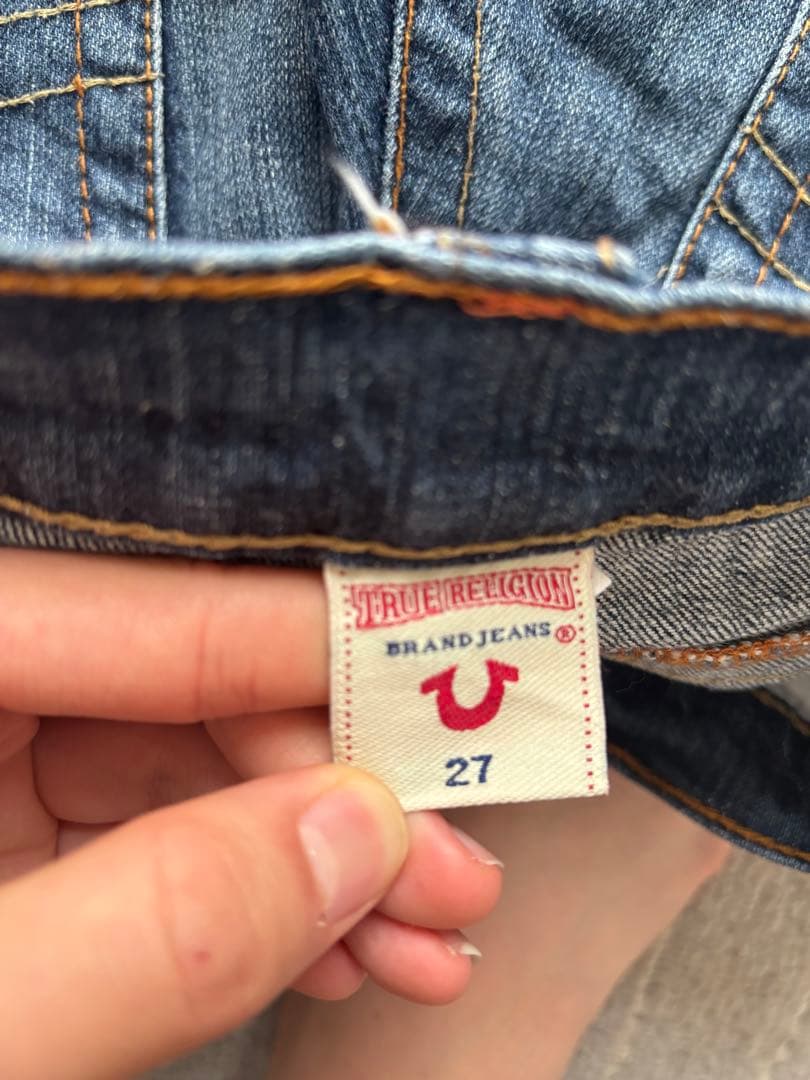 TRUE RELIGION
BRAND JEANS®
27